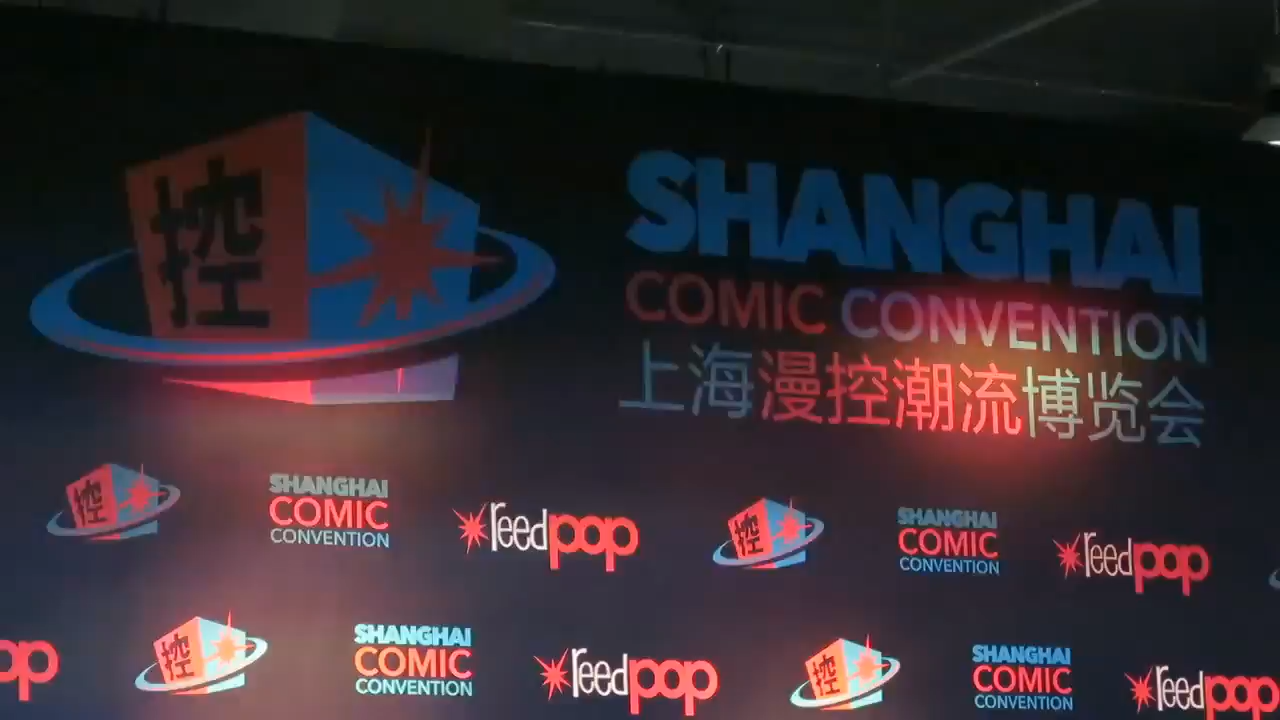 控
SHANGHAI
COMIC CONVENTION
上海漫控潮流博览会
控
SHANGHAI
COMIC
CONVENTION
reedpop
控
SHANGHAI
COMIC
CONVENTION
reedpop
op
控
SHANGHAI
COMIC
CONVENTION
reedpop
控
SHANGHAI
COMIC
CONVENTION
reedpop